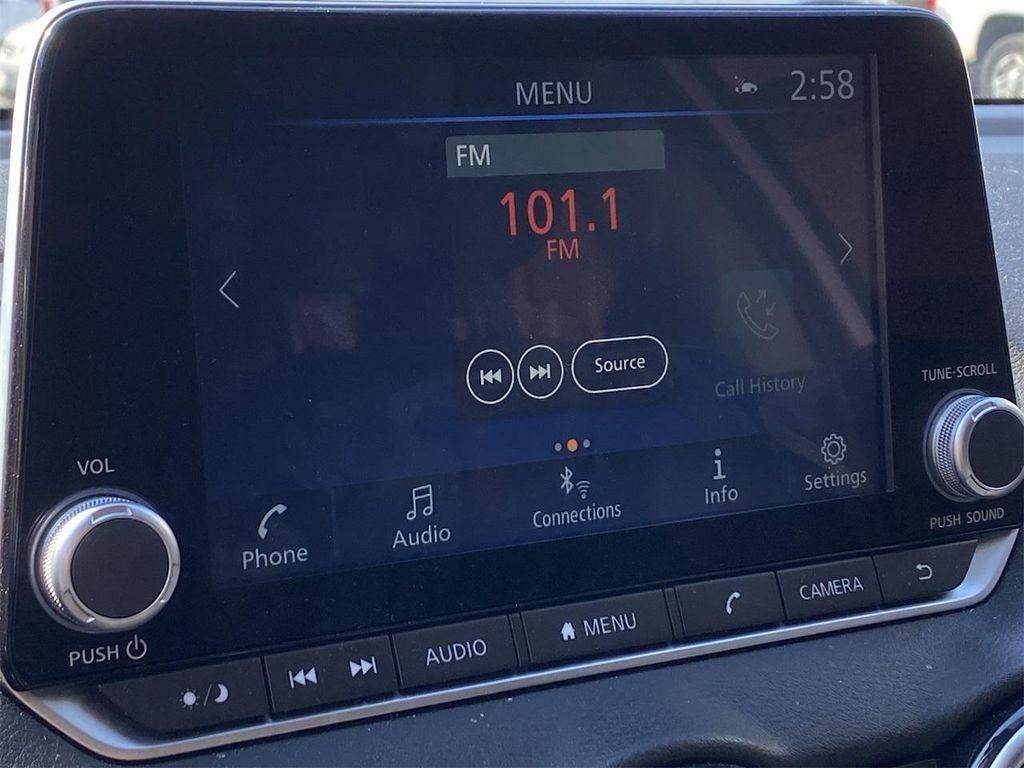 MENU
2:58
FM
101.1
FM
Source
Call History
TUNE·SCROLL
VOL
Phone
Audio
Connections
Info
Settings
PUSH SOUND
PUSH
AUDIO
MENU
CAMERA